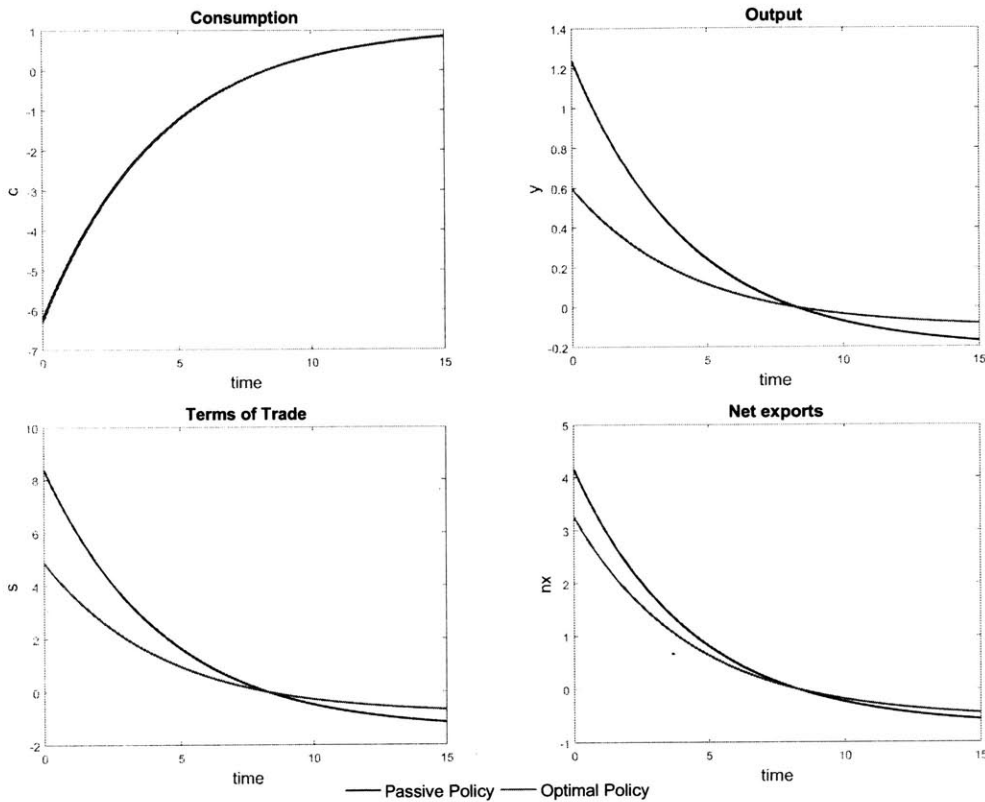 Consumption
1
0
-1
-2
-3
-4
-5
-6
-7
c
0 5 10 15
time
Output
1.4
1.2
1
0.8
0.6
0.4
0.2
0
-0.2
y
0 5 10 15
time
Terms of Trade
10
8
6
4
2
0
-2
s
0 5 10 15
time
Net exports
5
4
3
2
1
0
-1
nx
0 5 10 15
time
Passive Policy Optimal Policy